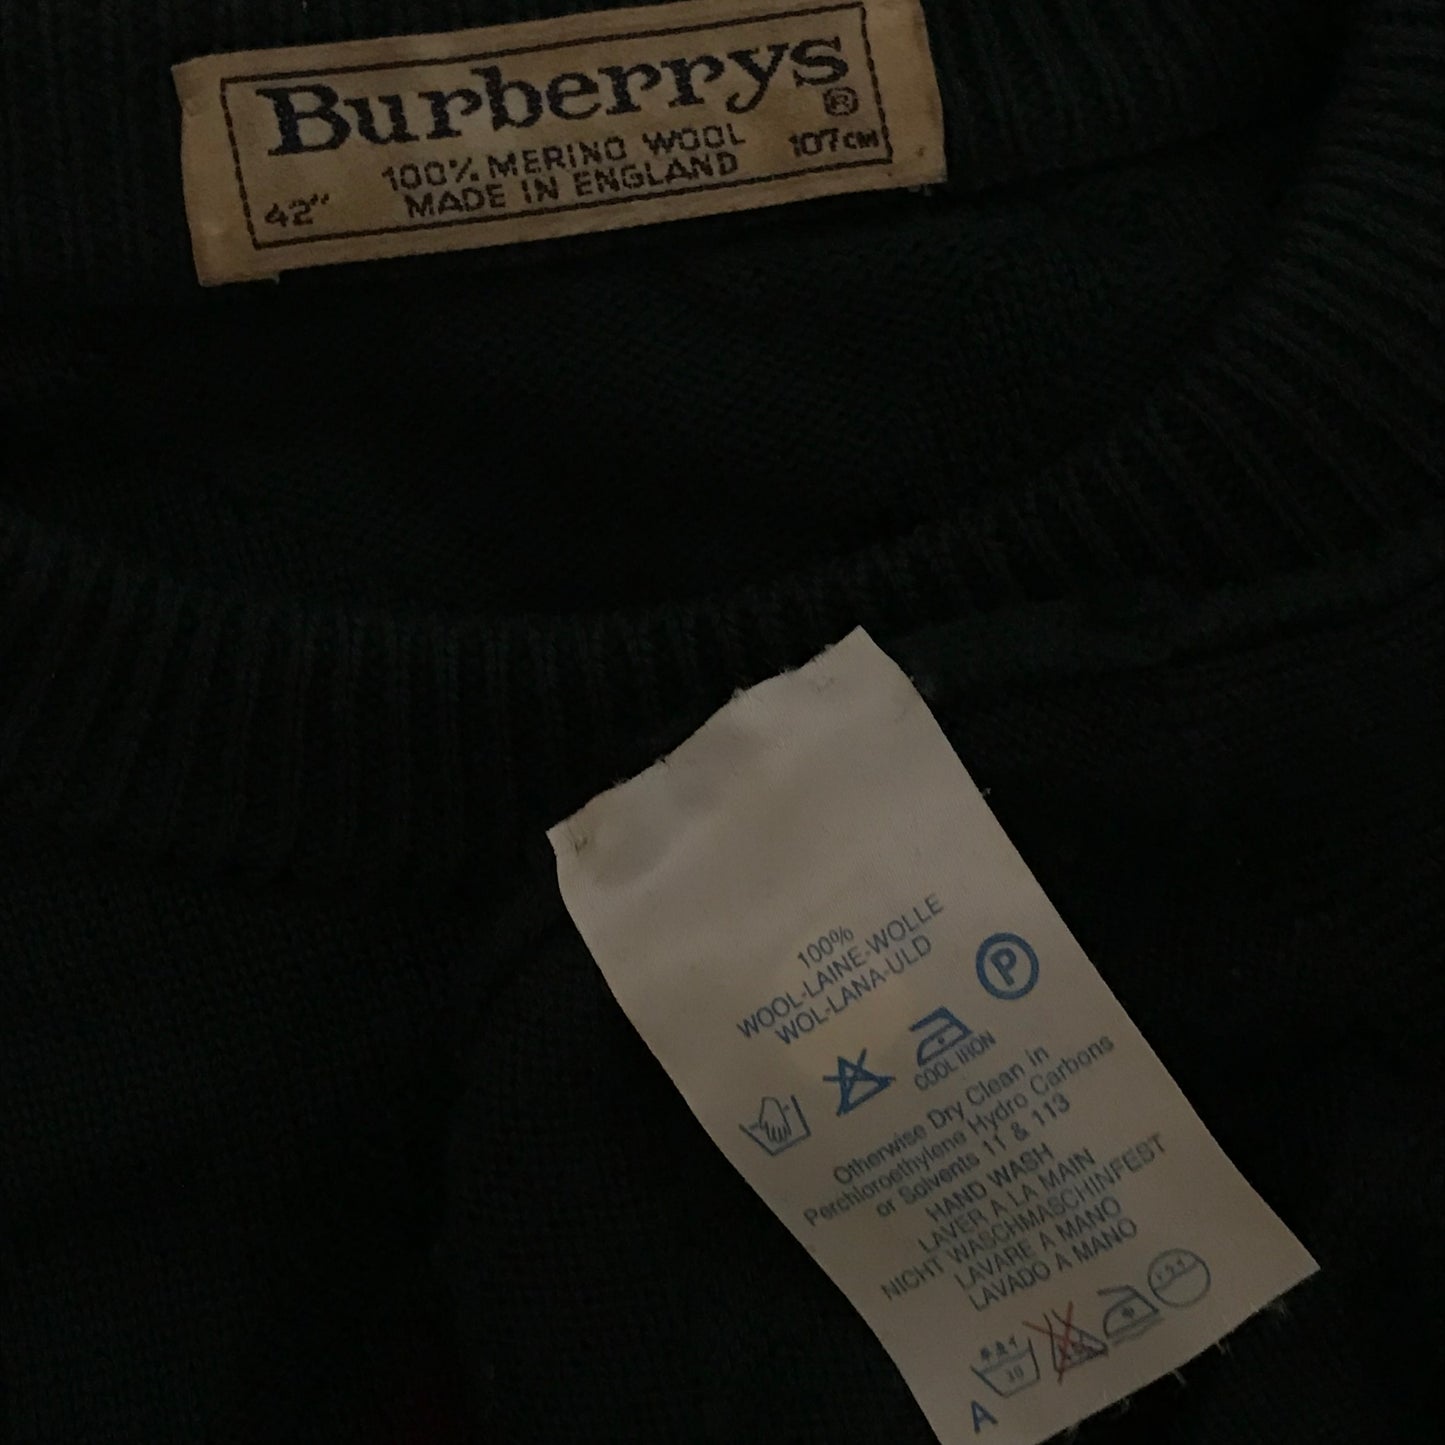 Burberrys
®
100% MERINO WOOL
42" MADE IN ENGLAND 107CM
100%
WOOL-LAINE-WOLLE
WOL-LANA-ULD
P
COOL IRON
Otherwise Dry Clean in
Perchloroethylene Hydro Carbons
or Solvents 11 & 113
HAND WASH
LAVER A LA MAIN
NICHT WASCHMASCHINFEST
LAVARE A MANO
LAVADO A MANO
30
A